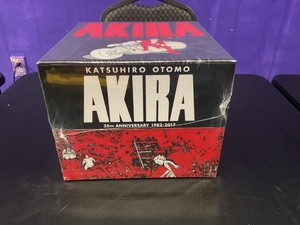 AKIRA
KATSUHIRO OTOMO
AKIRA
35th ANNIVERSARY 1982-2017